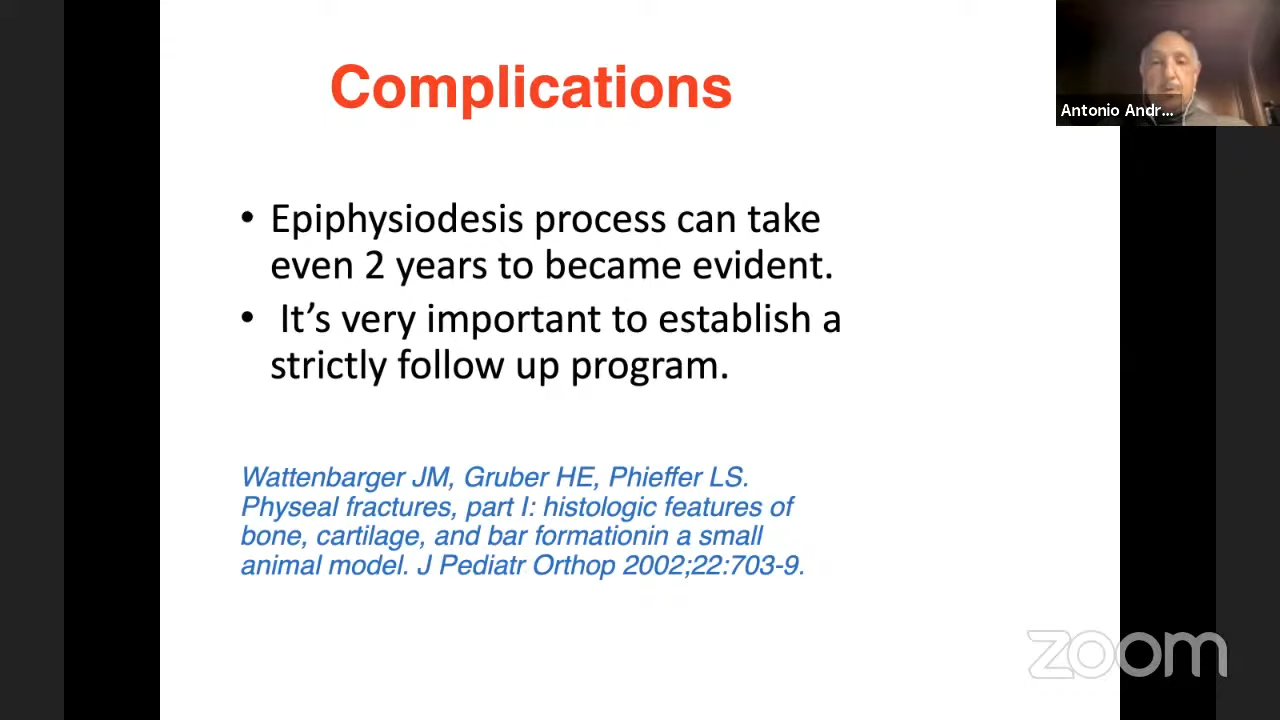 Complications
Antonio Andr...
• Epiphysiodesis process can take
even 2 years to became evident.
• It's very important to establish a
strictly follow up program.
Wattenbarger JM, Gruber HE, Phieffer LS.
Physeal fractures, part I: histologic features of
bone, cartilage, and bar formationin a small
animal model. J Pediatr Orthop 2002;22:703-9.
zoom